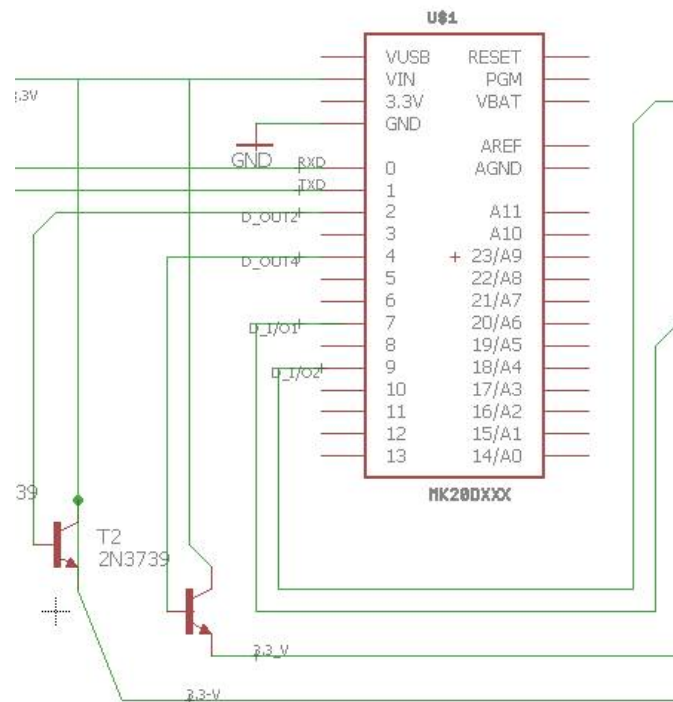 U$1
VUSB RESET
VIN PGM
3.3V 3.3V VBAT
GND
AREF
GND RXD 0 AGND
TXD 1
D_OUT2 2 A11
3 A10
D_OUT4 4 23/A9
5 22/A8
6 21/A7
D_I/O1 7 20/A6
8 19/A5
D_I/O2 9 18/A4
10 17/A3
11 16/A2
12 15/A1
13 14/A0
39 MK20DXXX
T2
2N3739
3.3_V
3.3-V